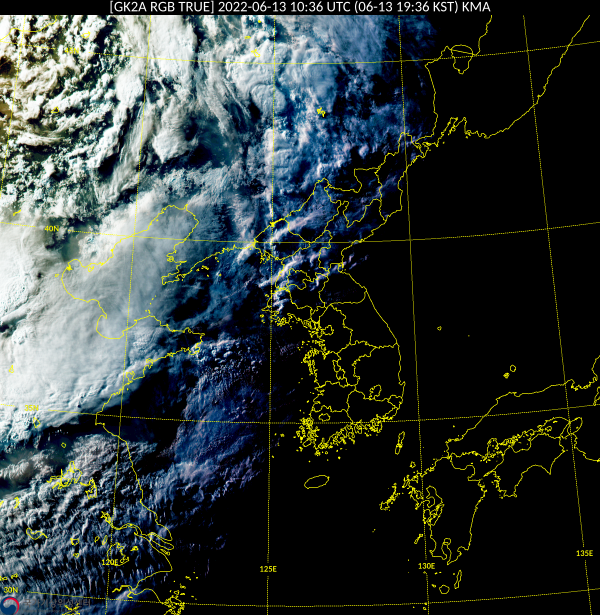 [GK2A RGB TRUE] 2022-06-13 10:36 UTC (06-13 19:36 KST) KMA
40N
135E
130E
125E
120E
30N